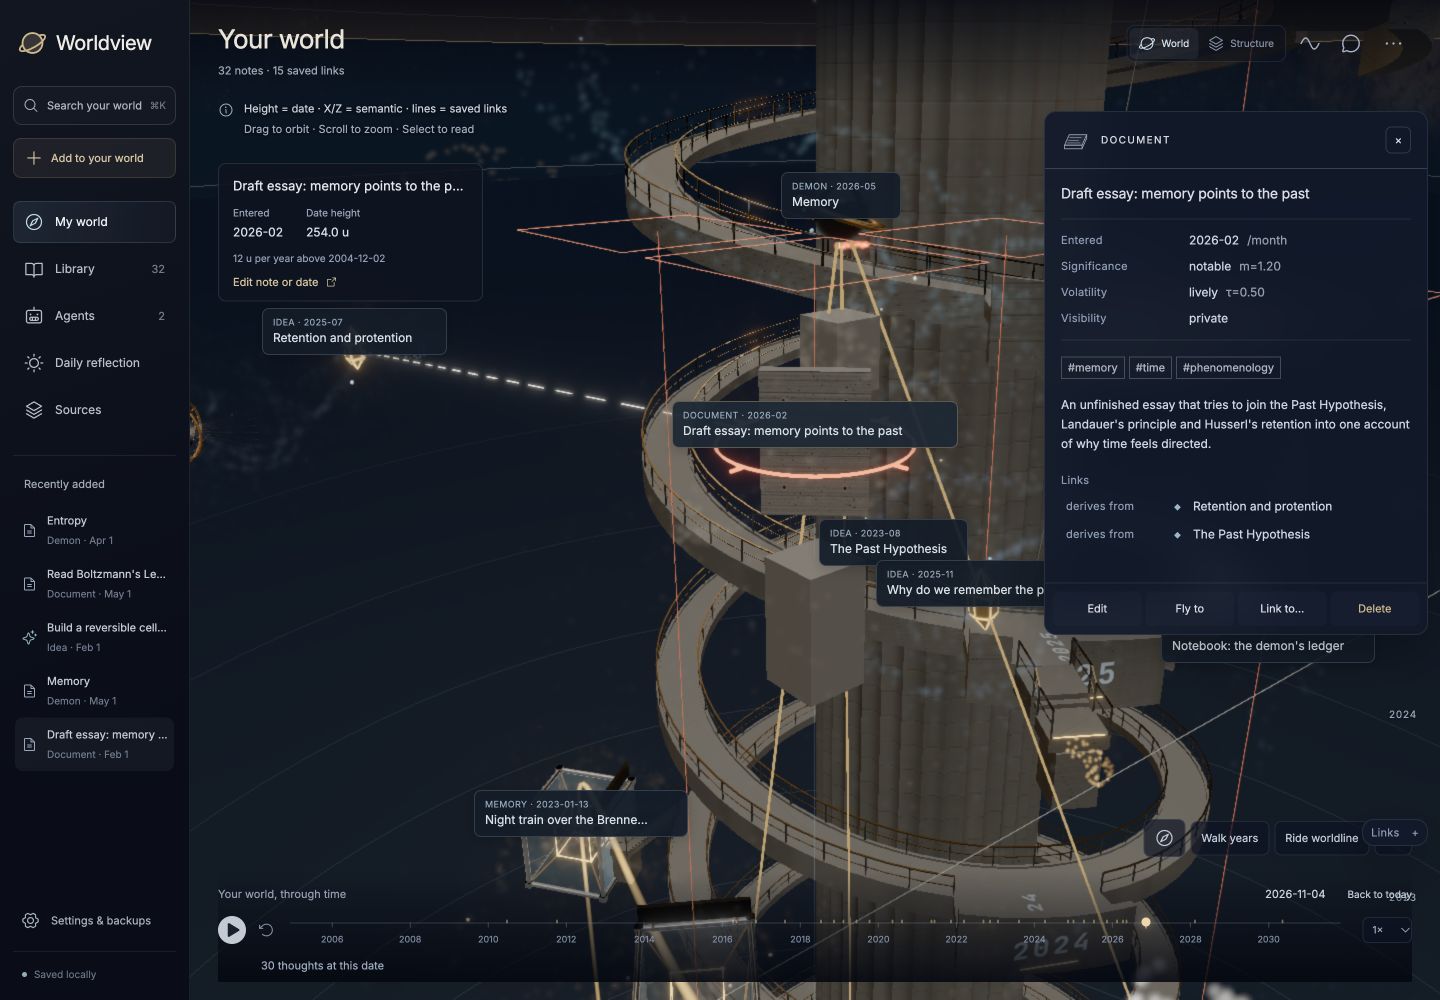 Worldview
Search your world ⌘K
Add to your world
My world
Library 32
Agents 2
Daily reflection
Sources
Recently added
Entropy
Demon · Apr 1
Read Boltzmann's Le...
Document · May 1
Build a reversible cell...
Idea · Feb 1
Memory
Demon · May 1
Draft essay: memory ...
Document · Feb 1
Settings & backups
Saved locally
Your world
32 notes · 15 saved links
Height = date · X/Z = semantic · lines = saved links
Drag to orbit · Scroll to zoom · Select to read
Draft essay: memory points to the p...
Entered Date height
2026-02 254.0 u
12 u per year above 2004-12-02
Edit note or date
IDEA · 2025-07
Retention and protention
DEMON · 2026-05
Memory
DOCUMENT · 2026-02
Draft essay: memory points to the past
IDEA · 2023-08
The Past Hypothesis
IDEA · 2025-11
Why do we remember the p
MEMORY · 2023-01-13
Night train over the Brenne...
World
Structure
DOCUMENT
×
Draft essay: memory points to the past
Entered 2026-02 /month
Significance notable m=1.20
Volatility lively τ=0.50
Visibility private
#memory #time #phenomenology
An unfinished essay that tries to join the Past Hypothesis,
Landauer's principle and Husserl's retention into one account
of why time feels directed.
Links
derives from ◆ Retention and protention
derives from ◆ The Past Hypothesis
Edit Fly to Link to... Delete
Notebook: the demon's ledger
2025
25
2024
Walk years
Ride worldline
Links +
24
2024
Your world, through time
2026-11-04 Back to today
2006 2008 2010 2012 2014 2016 2018 2020 2022 2024 2026 2028 2030
1×
30 thoughts at this date